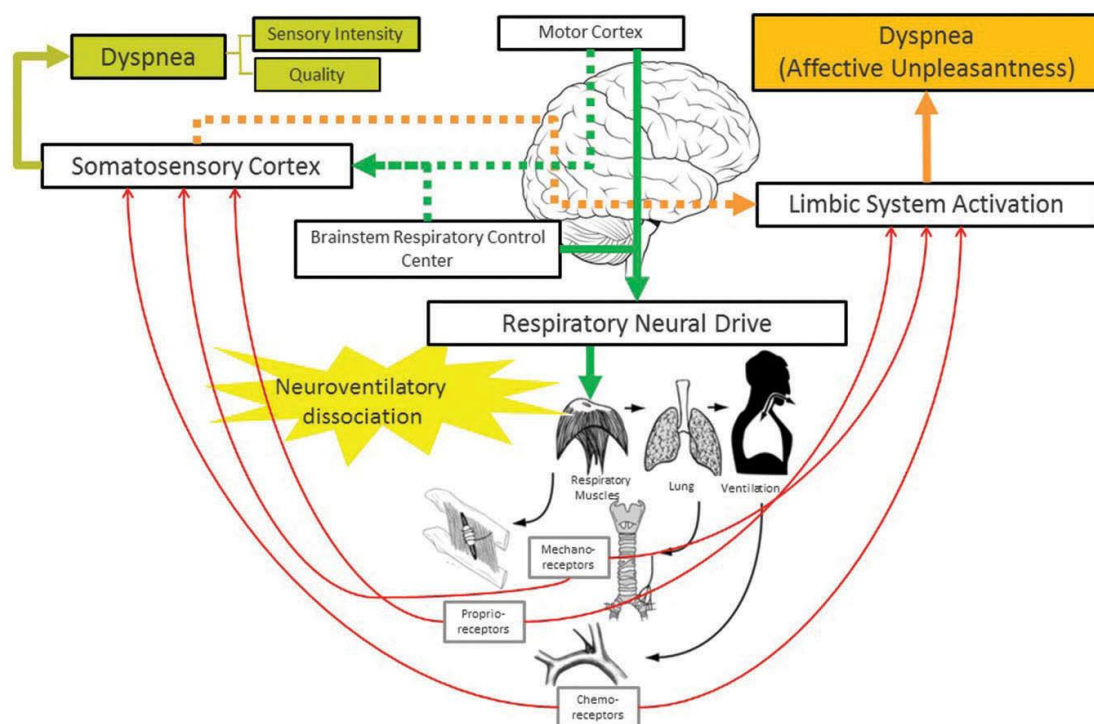 Sensory Intensity
Dyspnea
Quality
Motor Cortex
Dyspnea
(Affective Unpleasantness)
Somatosensory Cortex
Limbic System Activation
Brainstem Respiratory Control
Center
Respiratory Neural Drive
Neuroventilatory
dissociation
Respiratory
Muscles
Lung
Ventilation
Mechano-
receptors
Proprio-
receptors
Chemo-
receptors